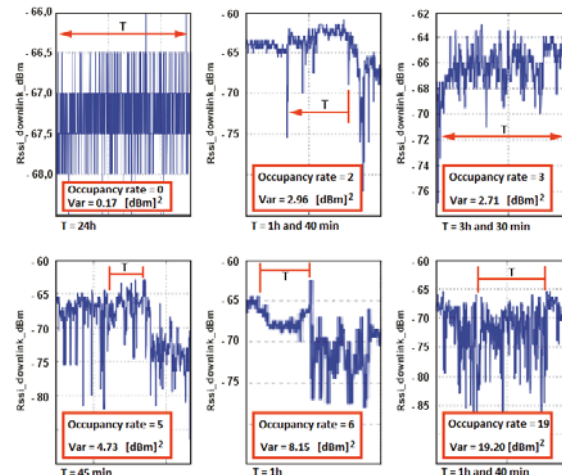 -66,0
T
-66,5
-67,0
-67,5
-68,0
Rssi_downlink_dBm
Occupancy rate = 0
Var = 0.17 [dBm]2
T = 24h
-60
-65
-70
-75
Rssi_downlink_dBm
T
Occupancy rate = 2
Var = 2.96 [dBm]2
T = 1h and 40 min
-62
-64
-66
-68
-70
-72
-74
-76
Rssi_downlink_dBm
T
Occupancy rate = 3
Var = 2.71 [dBm]2
T = 3h and 30 min
-60
-65
-70
-75
-80
Rssi_downlink_dBm
T
Occupancy rate = 5
Var = 4.73 [dBm]2
T = 45 min
-60
-65
-70
-75
Rssi_downlink_dBm
T
Occupancy rate = 6
Var = 8.15 [dBm]2
T = 1h
-60
-65
-70
-75
-80
-85
Rssi_downlink_dBm
T
Occupancy rate = 19
Var = 19.20 [dBm]2
T = 1h and 40 min